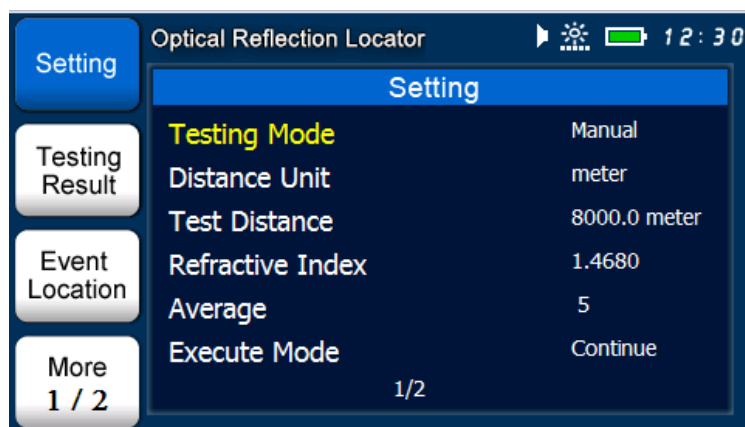 Optical Reflection Locator 12:30
Setting
Testing
Result
Event
Location
More
1 / 2
Setting
Testing Mode Manual
Distance Unit meter
Test Distance 8000.0 meter
Refractive Index 1.4680
Average 5
Execute Mode Continue
1/2